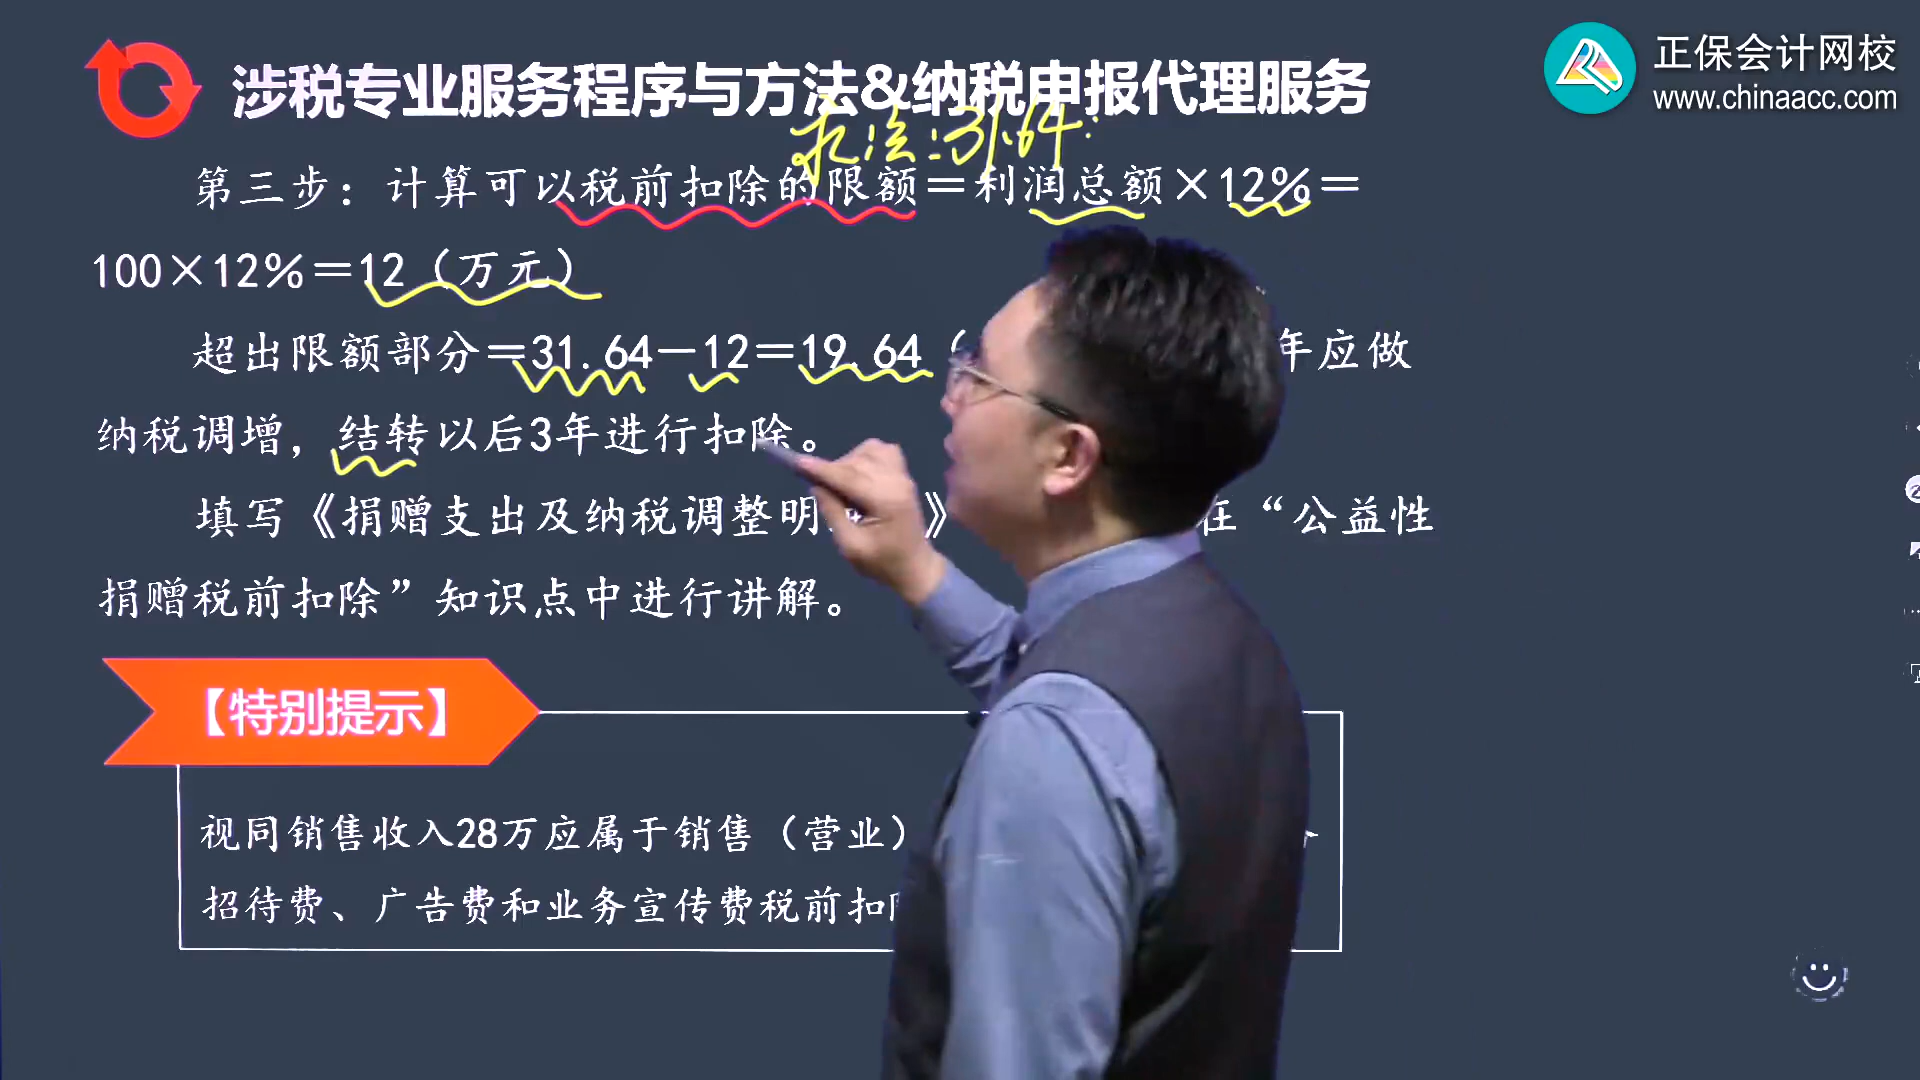 涉税专业服务程序与方法&纳税申报代理服务
正保会计网校
www.chinaacc.com
税法:31.64
第三步：计算可以税前扣除的限额＝利润总额×12%＝
100×12%＝12（万元）
超出限额部分＝31.64－12＝19.64（ 年应做
纳税调增，结转以后3年进行扣除。
填写《捐赠支出及纳税调整明 》 在“公益性
捐赠税前扣除”知识点中进行讲解。
【特别提示】
视同销售收入28万应属于销售（营业）
招待费、广告费和业务宣传费税前扣